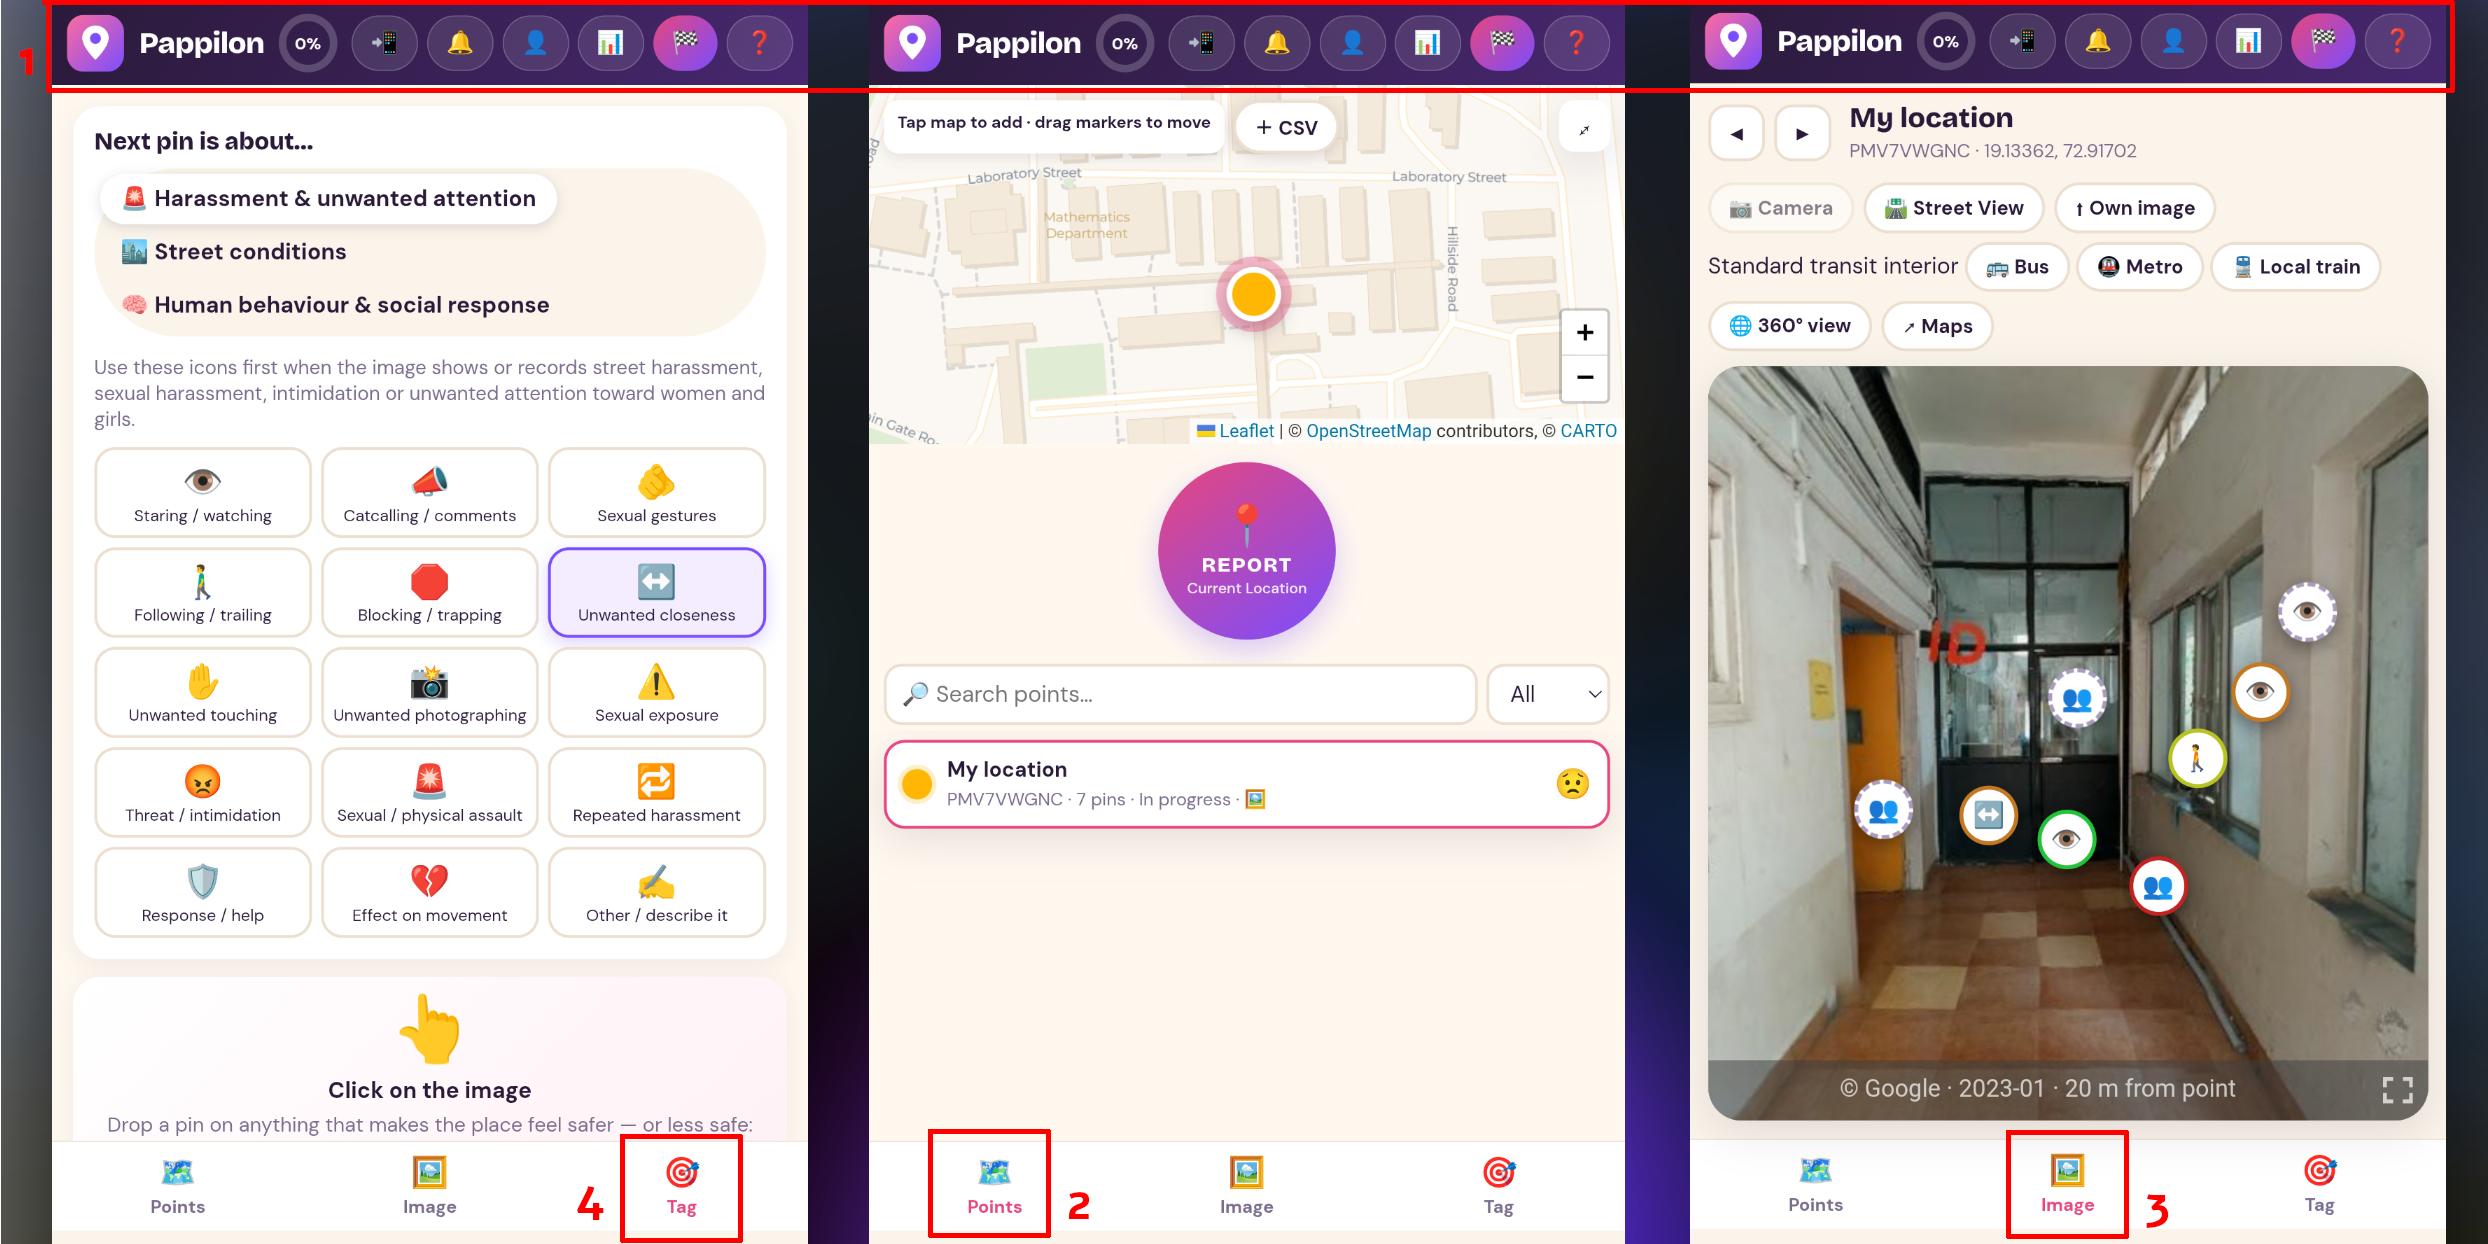 1
Pappilon 0%
Next pin is about...
Harassment & unwanted attention
Street conditions
Human behaviour & social response
Use these icons first when the image shows or records street harassment,
sexual harassment, intimidation or unwanted attention toward women and
girls.
Staring / watching
Catcalling / comments
Sexual gestures
Following / trailing
Blocking / trapping
Unwanted closeness
Unwanted touching
Unwanted photographing
Sexual exposure
Threat / intimidation
Sexual / physical assault
Repeated harassment
Response / help
Effect on movement
Other / describe it
Click on the image
Drop a pin on anything that makes the place feel safer — or less safe:
Points
Image
4
Tag
Pappilon 0%
Tap map to add · drag markers to move
+ CSV
Laboratory Street
Laboratory Street
Mathematics
Department
Hillside Road
+
−
Leaflet | © OpenStreetMap contributors, © CARTO
REPORT
Current Location
Search points...
All
My location
PMV7VWGNC · 7 pins · In progress ·
Points
2
Image
Tag
Pappilon 0%
My location
PMV7VWGNC · 19.13362, 72.91702
Camera
Street View
Own image
Standard transit interior
Bus
Metro
Local train
360° view
Maps
ID
© Google · 2023-01 · 20 m from point
Points
Image
3
Tag